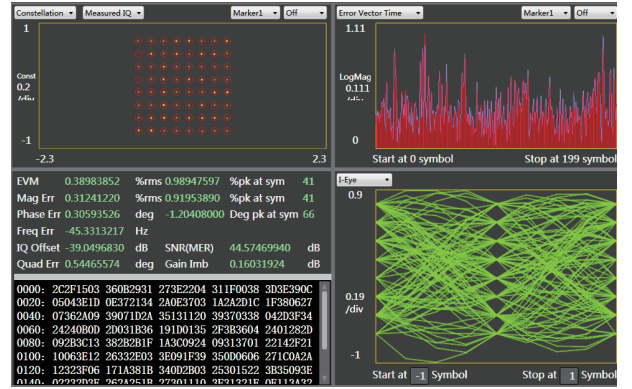 Constellation Measured IQ Marker1 Off
1
Const
0.2
/div
-1
-2.3 2.3
Error Vector Time Marker1 Off
1.11
LogMag
0.111
/div
0
Start at 0 symbol Stop at 199 symbol
EVM 0.38983852 %rms 0.98947597 %pk at sym 41
Mag Err 0.31241220 %rms 0.91953890 %pk at sym 41
Phase Err 0.30593526 deg -1.20408000 Deg pk at sym 66
Freq Err -45.3313217 Hz
IQ Offset -39.0496830 dB SNR(MER) 44.57469940 dB
Quad Err 0.54465574 deg Gain Imb 0.16031924 dB
0000: 2C2F1503 360B2931 273E2204 311F0038 3D3E390C
0020: 05043E1D 0E372134 2A0E3703 1A2A2D1C 1F380627
0040: 07362A09 39071D2A 35131120 39370338 042D3F34
0060: 24240B0D 2D031B36 191D0135 2F3B3604 2401282D
0080: 092B3C13 382B2B1F 1A3C0924 09313701 22142F21
0100: 10063E12 26332E03 3E091F39 350D0606 271C0A2A
0120: 12323F06 171A381B 340D2B03 25301522 3B35093E
I-Eye
0.9
0.19
/div
-1
Start at -1 Symbol Stop at 1 Symbol